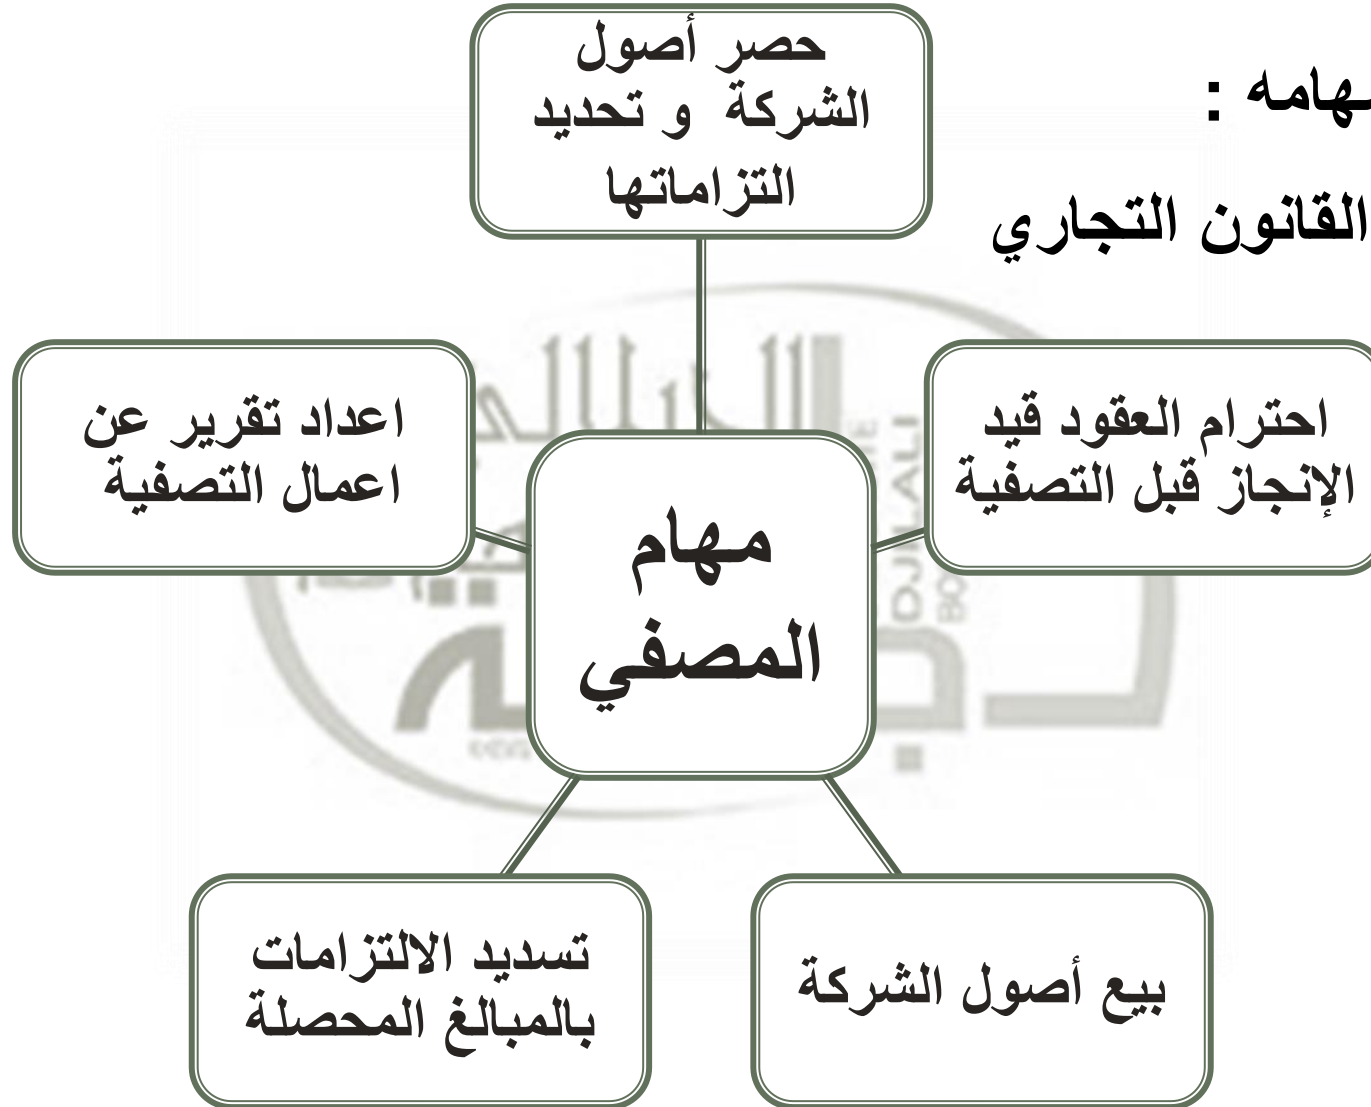 مهامه :
القانون التجاري
حصر أصول
الشركة و تحديد
التزاماتها
احترام العقود قيد
الإنجاز قبل التصفية
اعداد تقرير عن
اعمال التصفية
مهام
المصفي
بيع أصول الشركة
تسديد الالتزامات
بالمبالغ المحصلة
DJILALI